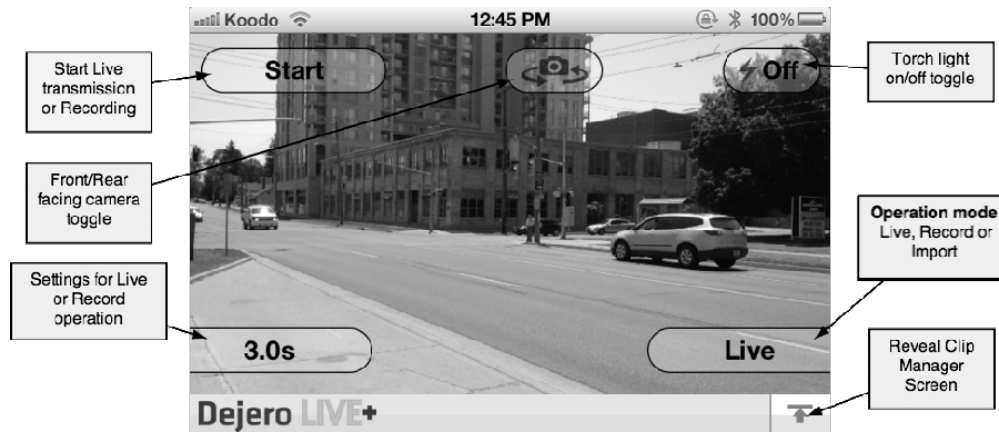 Koodo 12:45 PM 100%
Start Live
transmission
or Recording
Start
Off
Torch light
on/off toggle
Front/Rear
facing camera
toggle
Operation mode
Live, Record or
Import
Settings for Live
or Record
operation
3.0s
Live
Reveal Clip
Manager
Screen
Dejero LIVE+